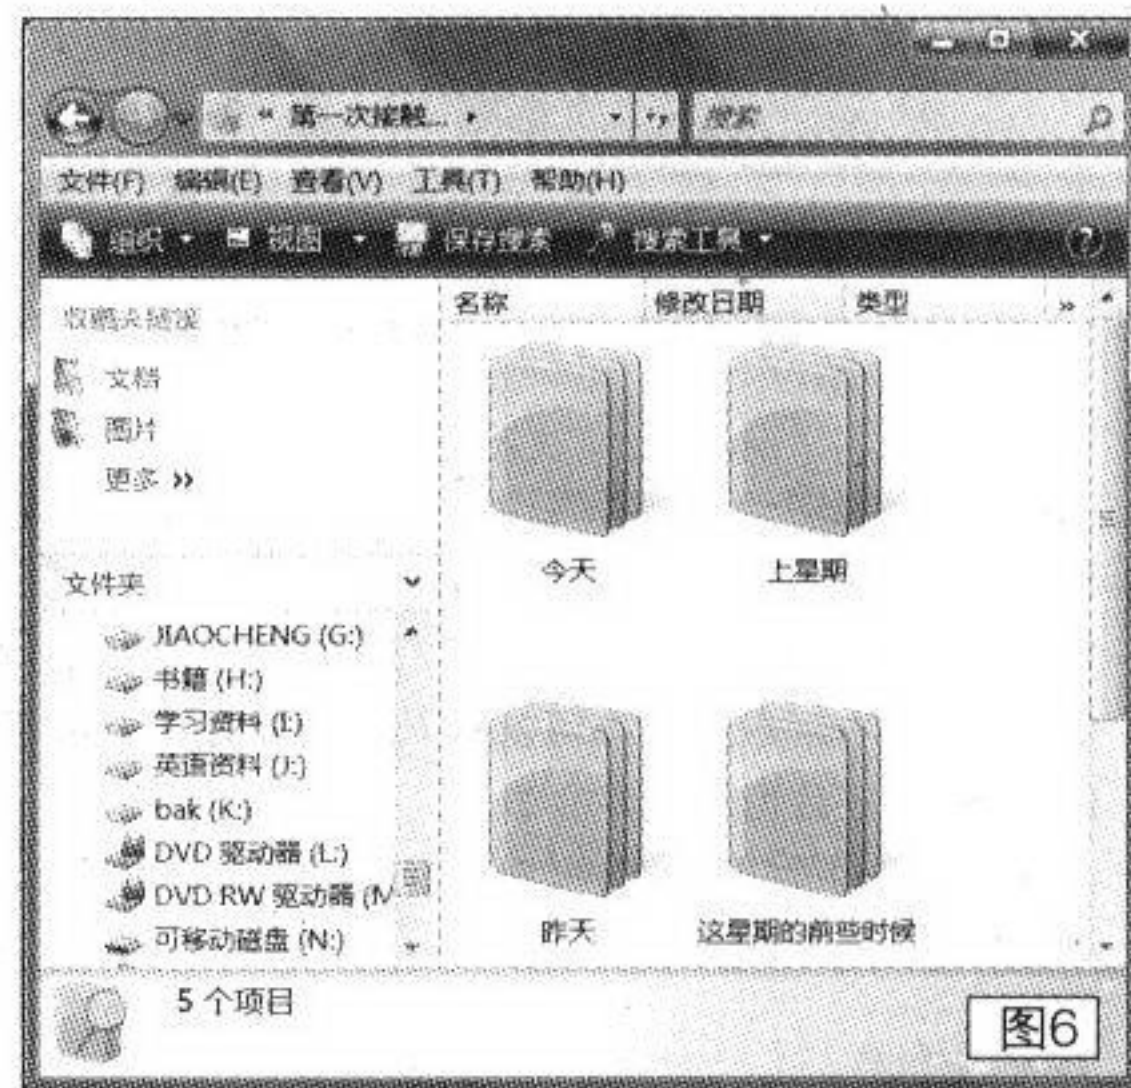 « 第一次接触... ▸
搜索
文件(F) 编辑(E) 查看(V) 工具(T) 帮助(H)
组织 视图 保存搜索 搜索工具
名称 修改日期 类型 »
收藏夹链接
文档
图片
更多 »
今天 上星期
文件夹
JIAOCHENG (G:)
书籍 (H:)
学习资料 (I:)
英语资料 (J:)
bak (K:)
DVD 驱动器 (L:)
DVD RW 驱动器 (M
可移动磁盘 (N:)
昨天 这星期的前些时候
5 个项目
图6